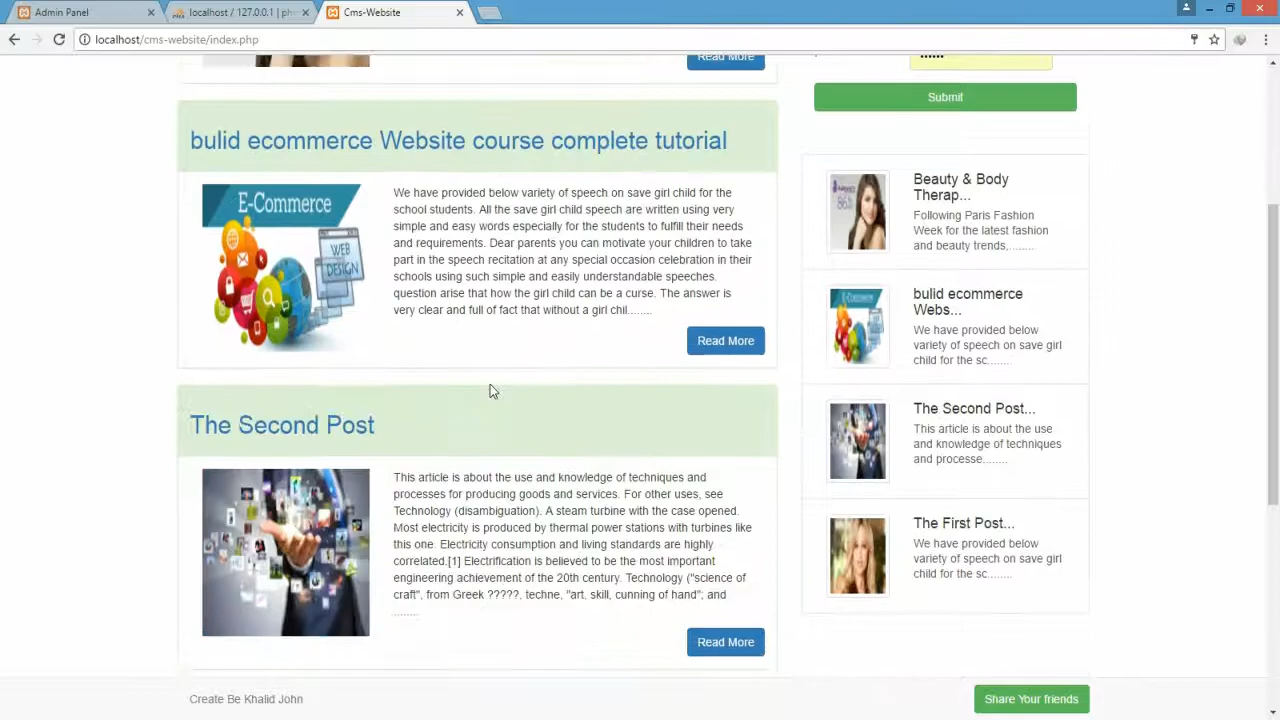 Admin Panel
localhost / 127.0.0.1 | ph
Cms-Website
localhost/cms-website/index.php
Read More
Submit
bulid ecommerce Website course complete tutorial
E-Commerce
WEB
DESIGN
We have provided below variety of speech on save girl child for the
school students. All the save girl child speech are written using very
simple and easy words especially for the students to fulfill their needs
and requirements. Dear parents you can motivate your children to take
part in the speech recitation at any special occasion celebration in their
schools using such simple and easily understandable speeches.
question arise that how the girl child can be a curse. The answer is
very clear and full of fact that without a girl chil........
Read More
The Second Post
This article is about the use and knowledge of techniques and
processes for producing goods and services. For other uses, see
Technology (disambiguation). A steam turbine with the case opened.
Most electricity is produced by thermal power stations with turbines like
this one. Electricity consumption and living standards are highly
correlated.[1] Electrification is believed to be the most important
engineering achievement of the 20th century. Technology ("science of
craft", from Greek ?????, techne, "art, skill, cunning of hand"; and
........
Read More
Beauty & Body
Therap...
Following Paris Fashion
Week for the latest fashion
and beauty trends,........
bulid ecommerce
Webs...
We have provided below
variety of speech on save girl
child for the sc........
The Second Post...
This article is about the use
and knowledge of techniques
and processe........
The First Post...
We have provided below
variety of speech on save girl
child for the sc........
Create Be Khalid John
Share Your friends